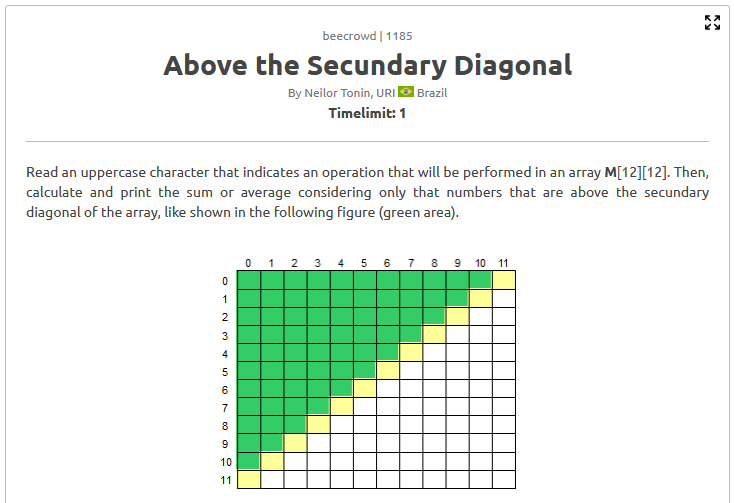 beecrowd | 1185
Above the Secundary Diagonal
By Neilor Tonin, URI Brazil
Timelimit: 1
Read an uppercase character that indicates an operation that will be performed in an array M[12][12]. Then,
calculate and print the sum or average considering only that numbers that are above the secundary
diagonal of the array, like shown in the following figure (green area).
0 1 2 3 4 5 6 7 8 9 10 11
0
1
2
3
4
5
6
7
8
9
10
11